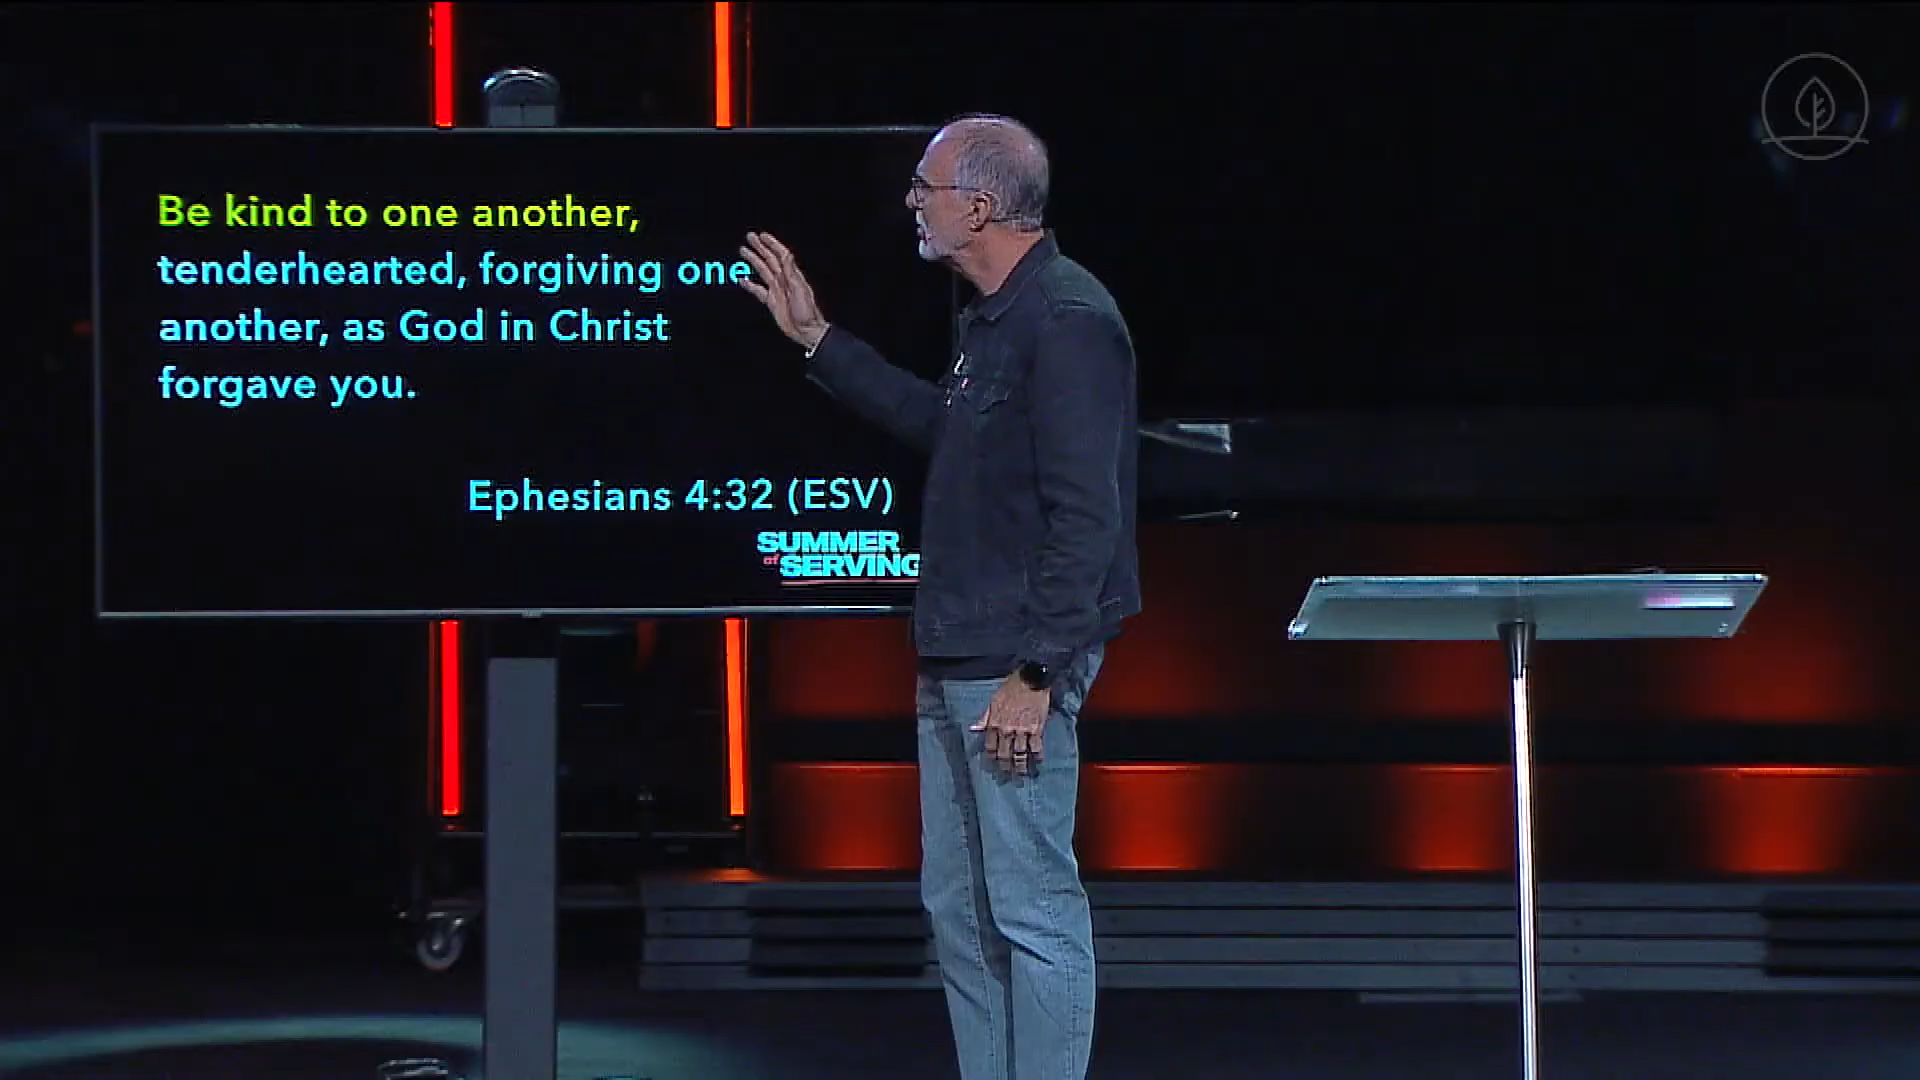 Be kind to one another,
tenderhearted, forgiving one
another, as God in Christ
forgave you.
Ephesians 4:32 (ESV)
SUMMER
of SERVING